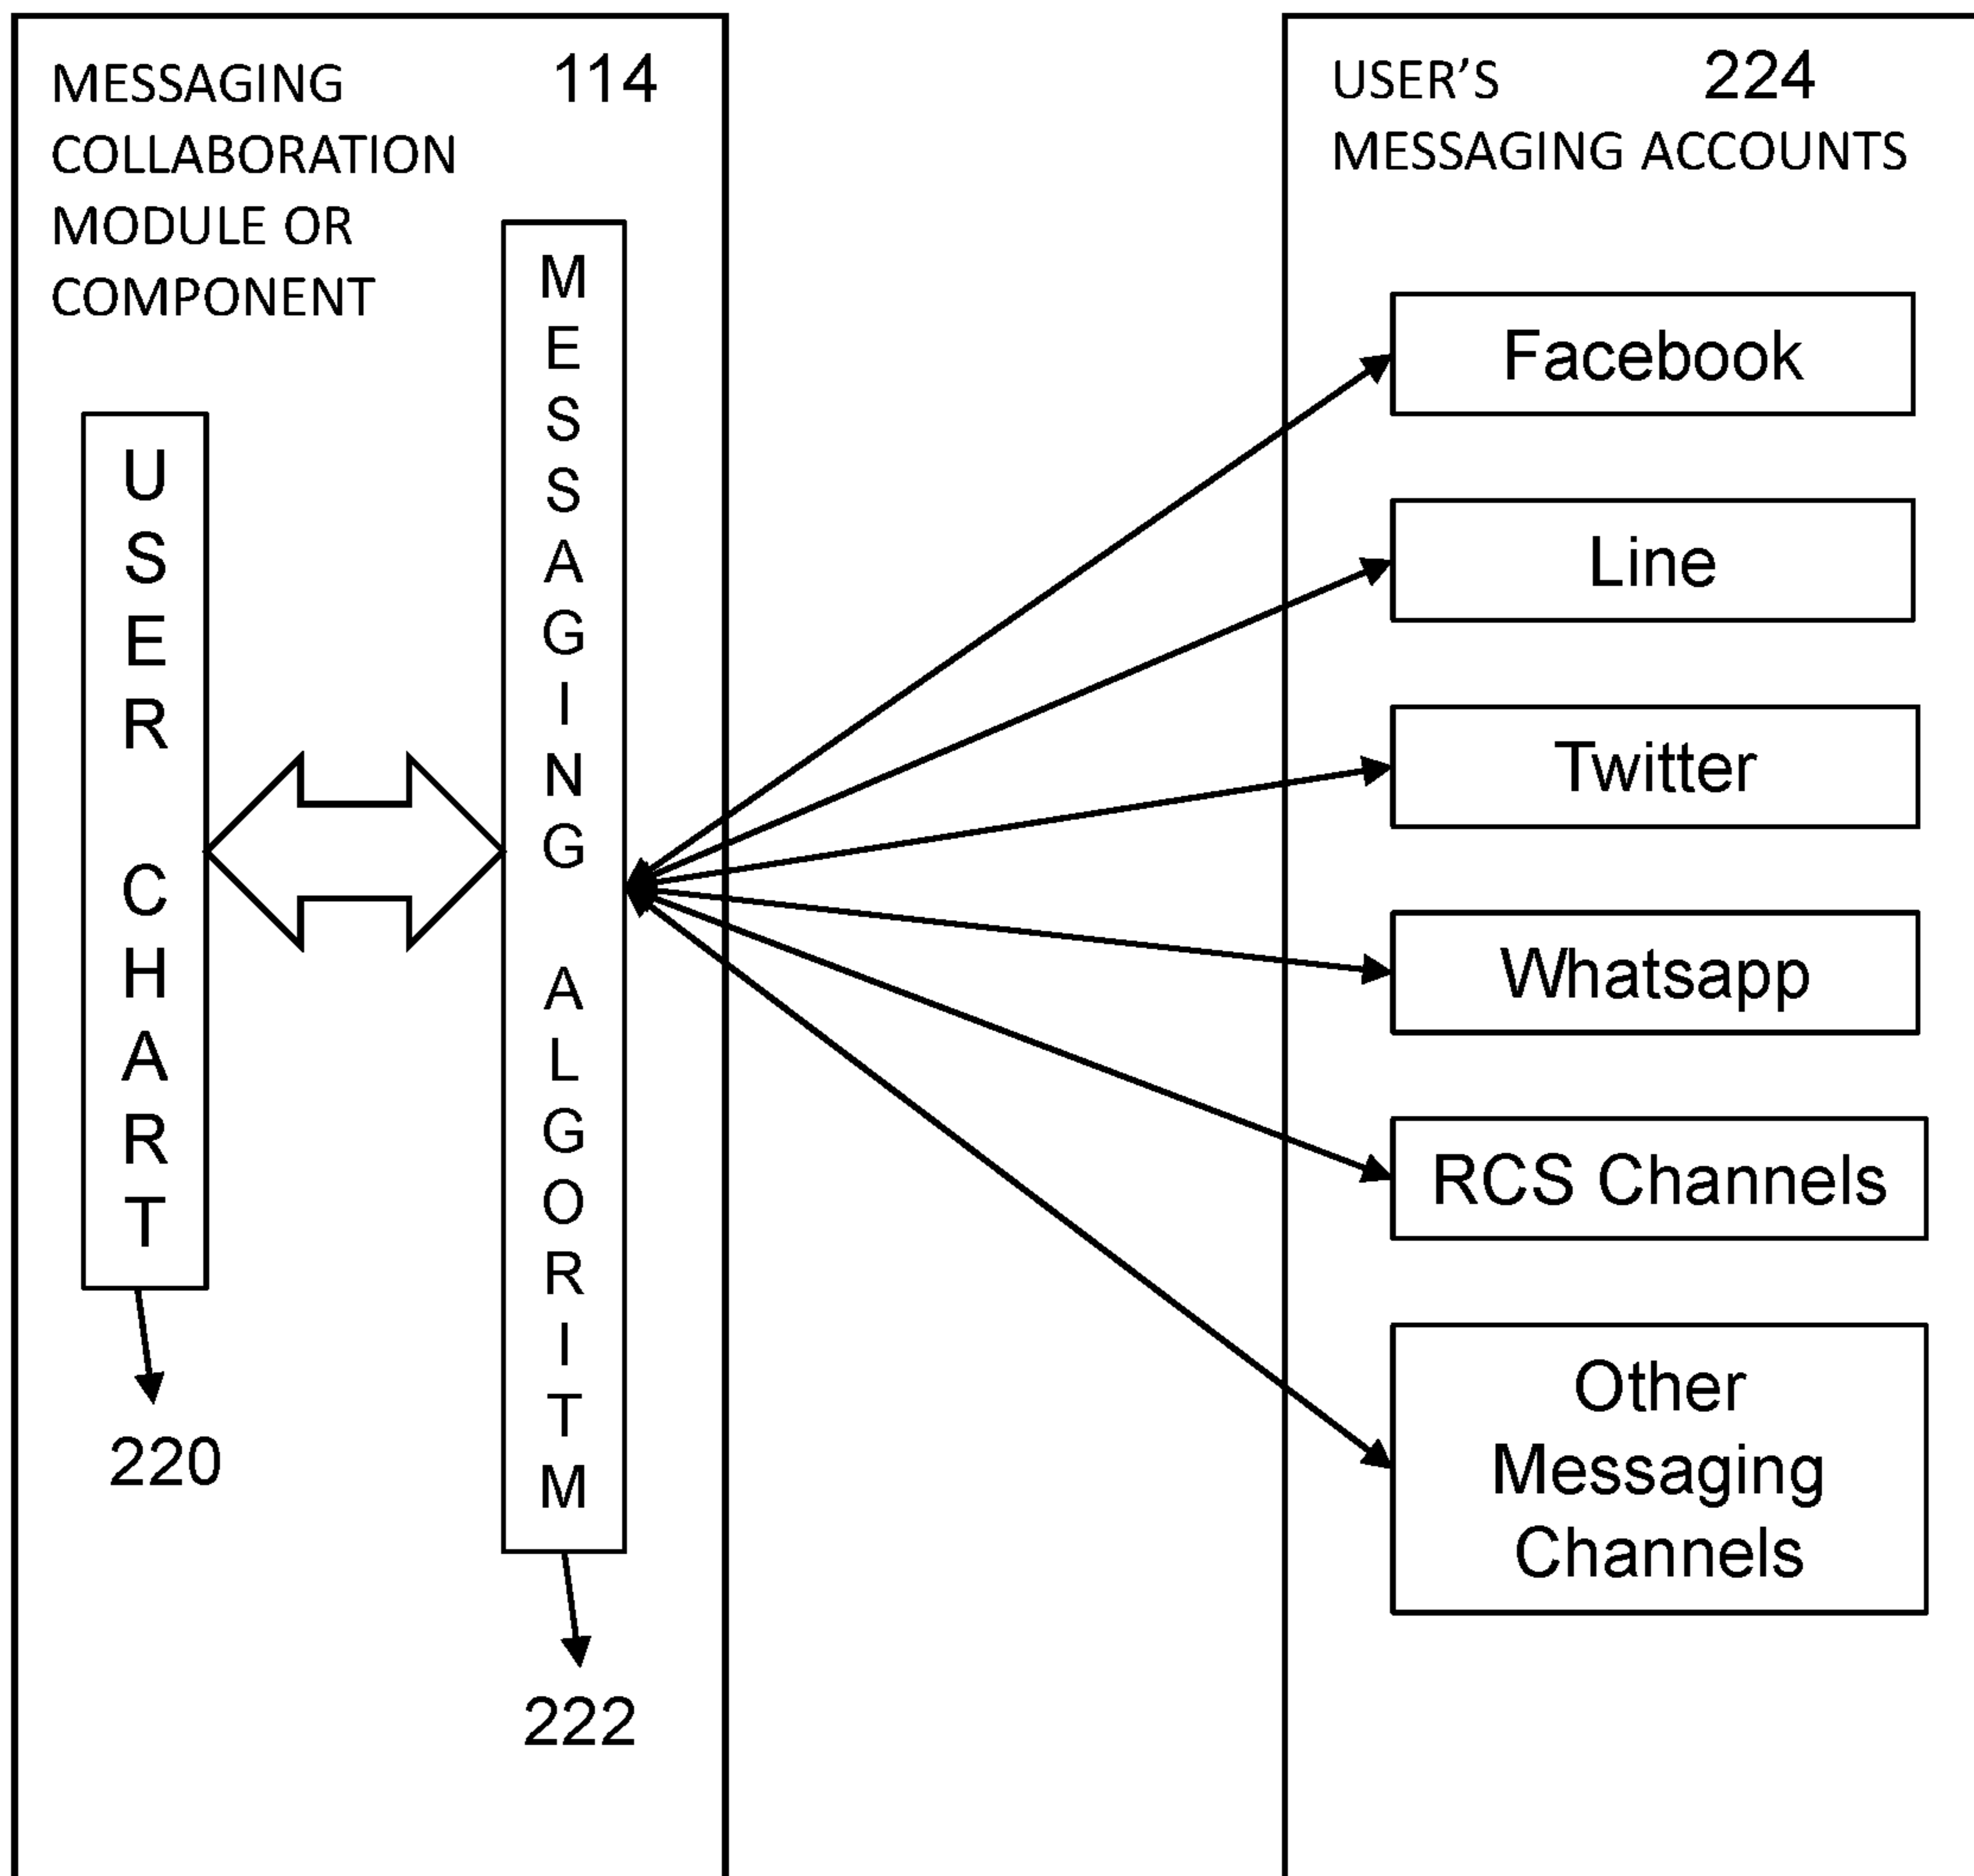 MESSAGING 114
COLLABORATION
MODULE OR
COMPONENT
USER CHART
220
MESSAGING ALGORITM
222
USER'S 224
MESSAGING ACCOUNTS
Facebook
Line
Twitter
Whatsapp
RCS Channels
Other
Messaging
Channels